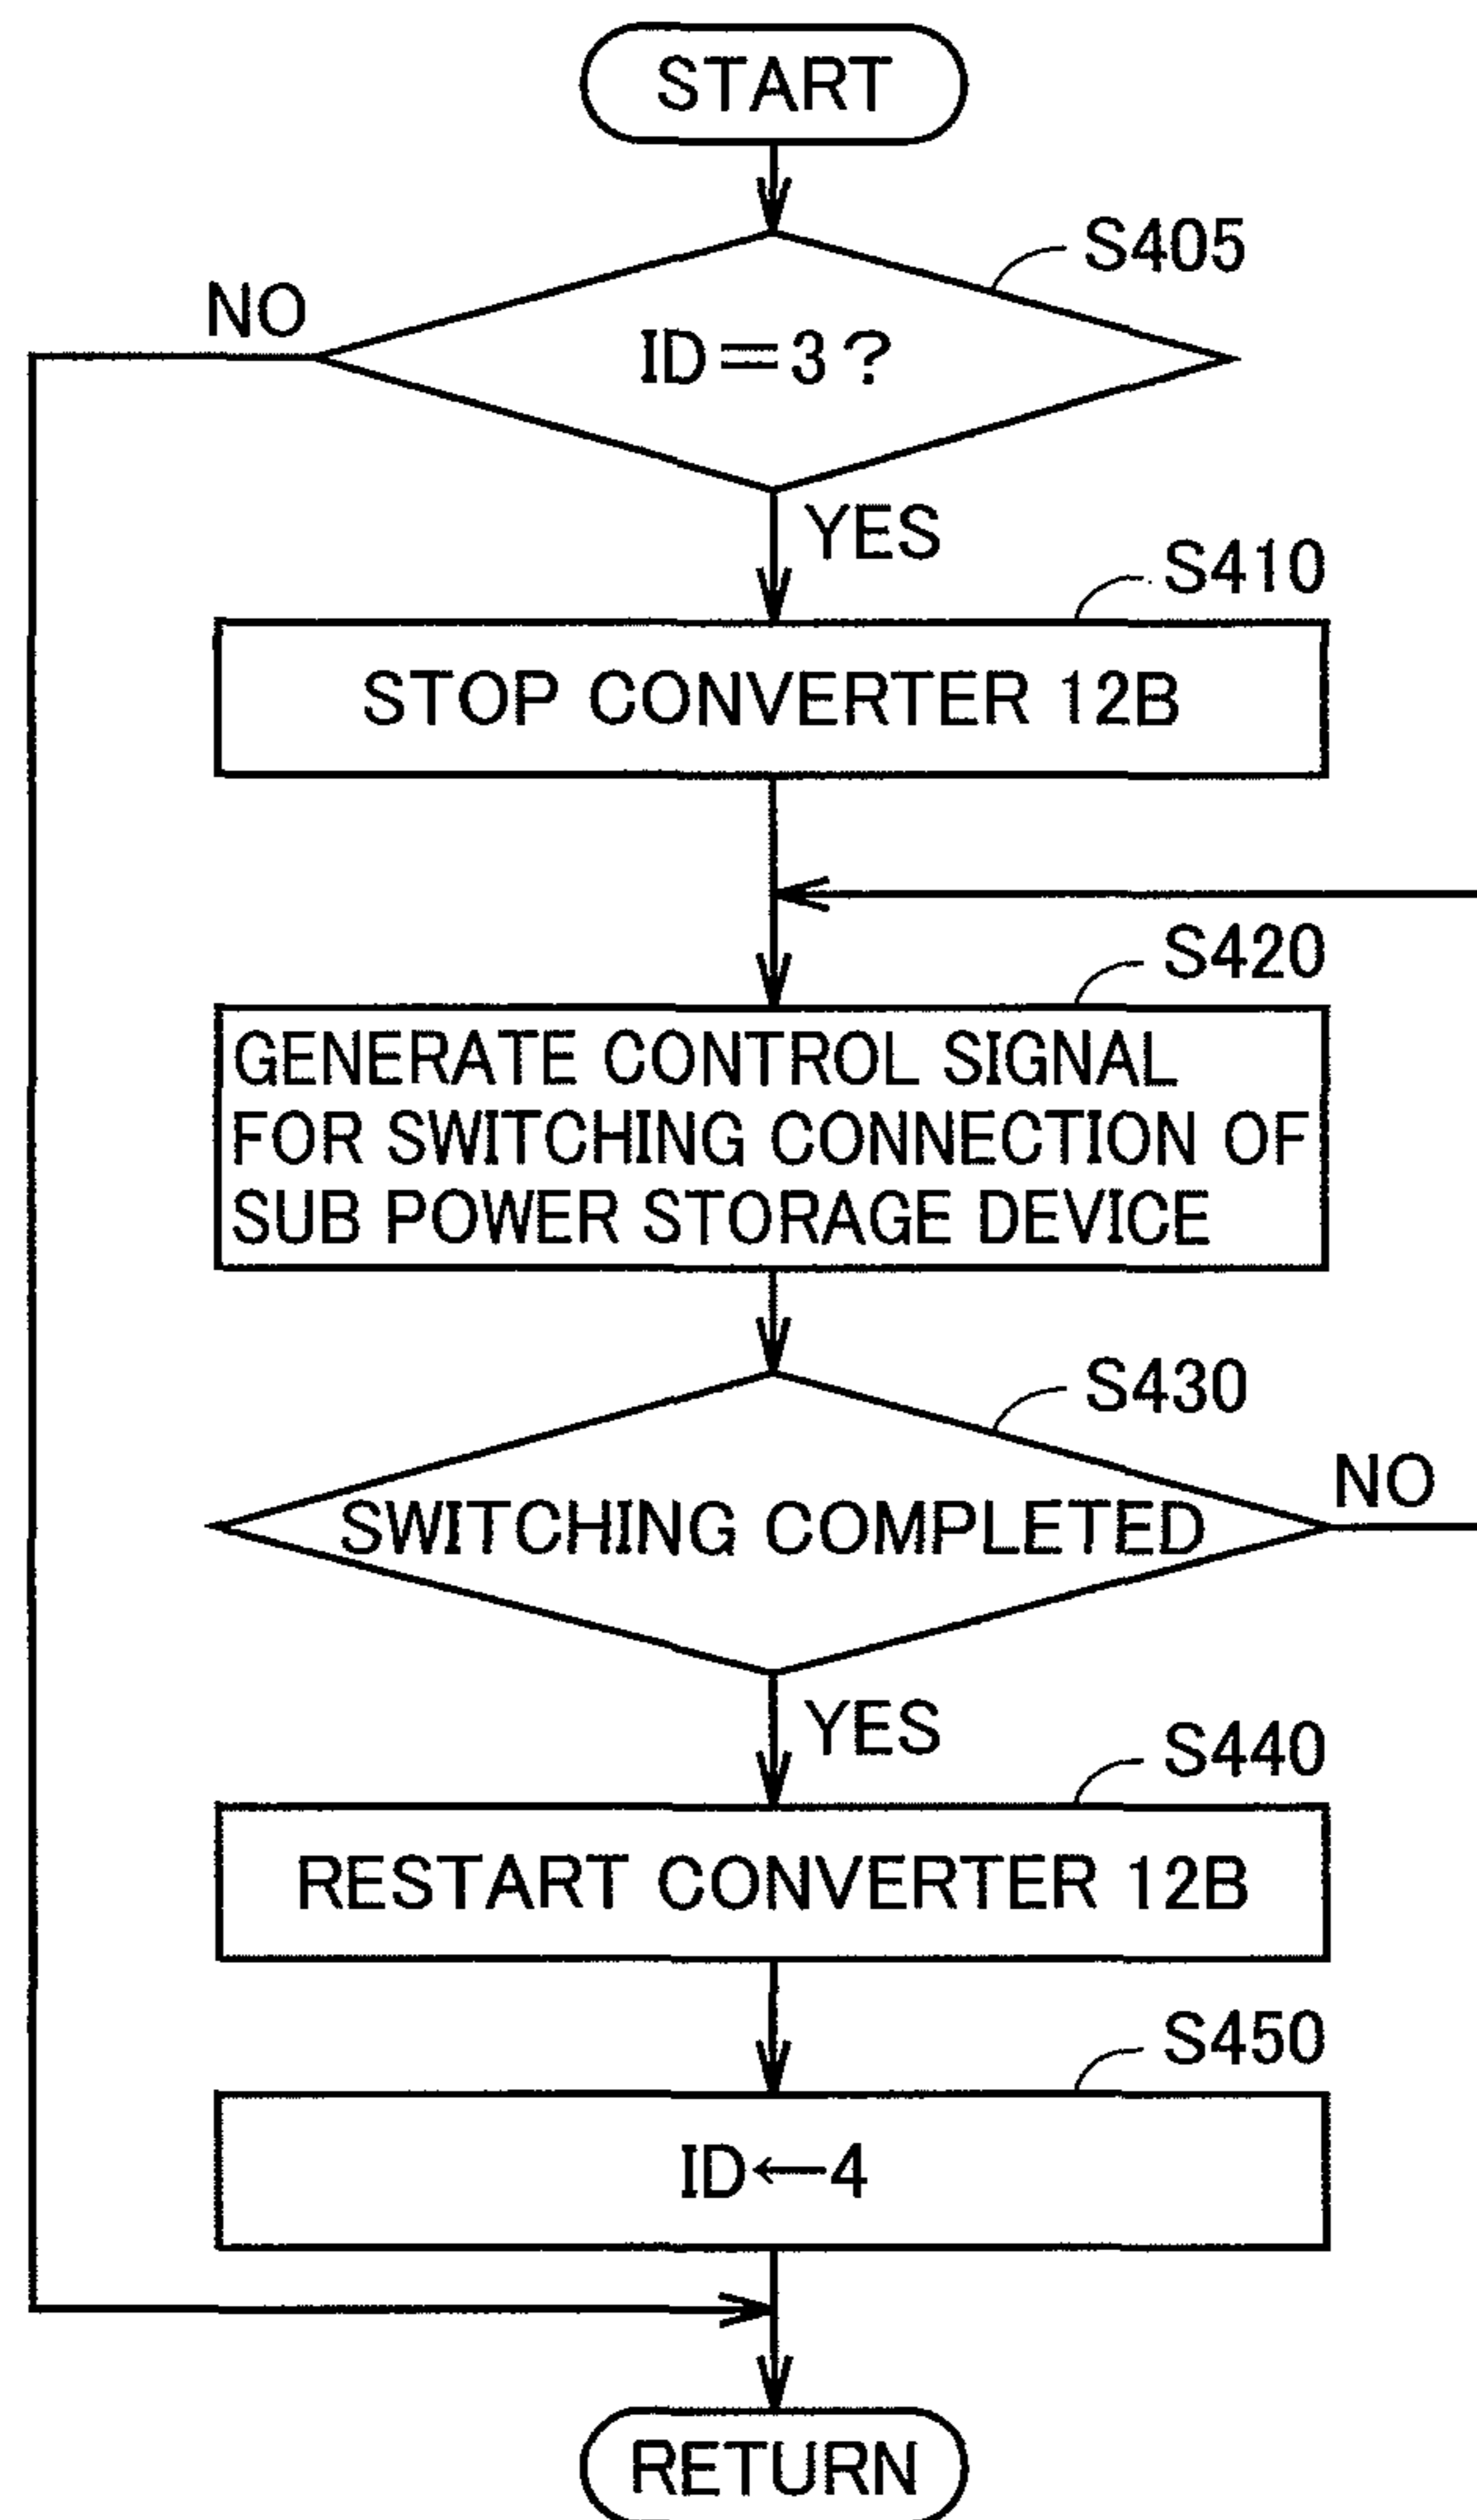 START
S405
NO
ID=3?
YES
S410
STOP CONVERTER 12B
S420
GENERATE CONTROL SIGNAL
FOR SWITCHING CONNECTION OF
SUB POWER STORAGE DEVICE
S430
NO
SWITCHING COMPLETED
YES
S440
RESTART CONVERTER 12B
S450
ID←4
RETURN